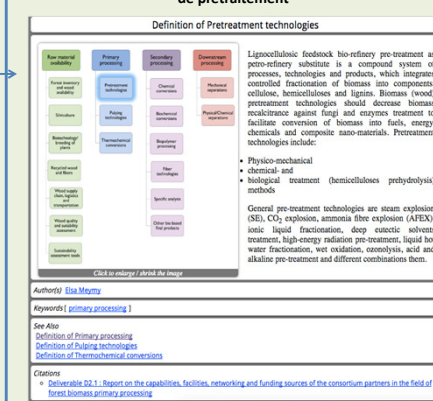 de prétraitement
Definition of Pretreatment technologies
Raw material
availability
Forest inventory
and wood
availability
Silviculture
Biotechnology/
breeding of
plants
Recycled wood
and fibers
Wood supply
chain, logistics
and
transportation
Wood quality
and suitability
assessment
Sustainability
assessment tools
Primary
processing
Pretreatment
technologies
Pulping
technologies
Thermochemical
conversions
Secondary
processing
Chemical
conversions
Biochemical
conversions
Biopolymer
processing
Fiber
technologies
Specific analysis
Other bio-based
final products
Downstream
processing
Mechanical
separations
Physical/Chemical
separations
Click to enlarge / shrink the image
Lignocellulosic feedstock bio-refinery pre-treatment as
petro-refinery substitute is a compound system of
processes, technologies and products, which integrates
controlled fractionation of biomass into components
cellulose, hemicelluloses and lignins. Biomass (wood)
pretreatment technologies should decrease biomass
recalcitrance against fungi and enzymes treatment to
facilitate conversion of biomass into fuels, energy,
chemicals and composite nano-materials. Pretreatment
technologies include:
• Physico-mechanical
• chemical- and
• biological treatment (hemicelluloses prehydrolysis)
methods
General pre-treatment technologies are steam explosion
(SE), CO2 explosion, ammonia fibre explosion (AFEX),
ionic liquid fractionation, deep eutectic solvents
treatment, high-energy radiation pre-treatment, liquid hot
water fractionation, wet oxidation, ozonolysis, acid and
alkaline pre-treatment and different combinations them.
Author(s) Elsa Meymy
Keywords [ primary processing ]
See Also
Definition of Primary processing
Definition of Pulping technologies
Definition of Thermochemical conversions
Citations
Deliverable D2.1 : Report on the capabilities, facilities, networking and funding sources of the consortium partners in the field of
forest biomass primary processing